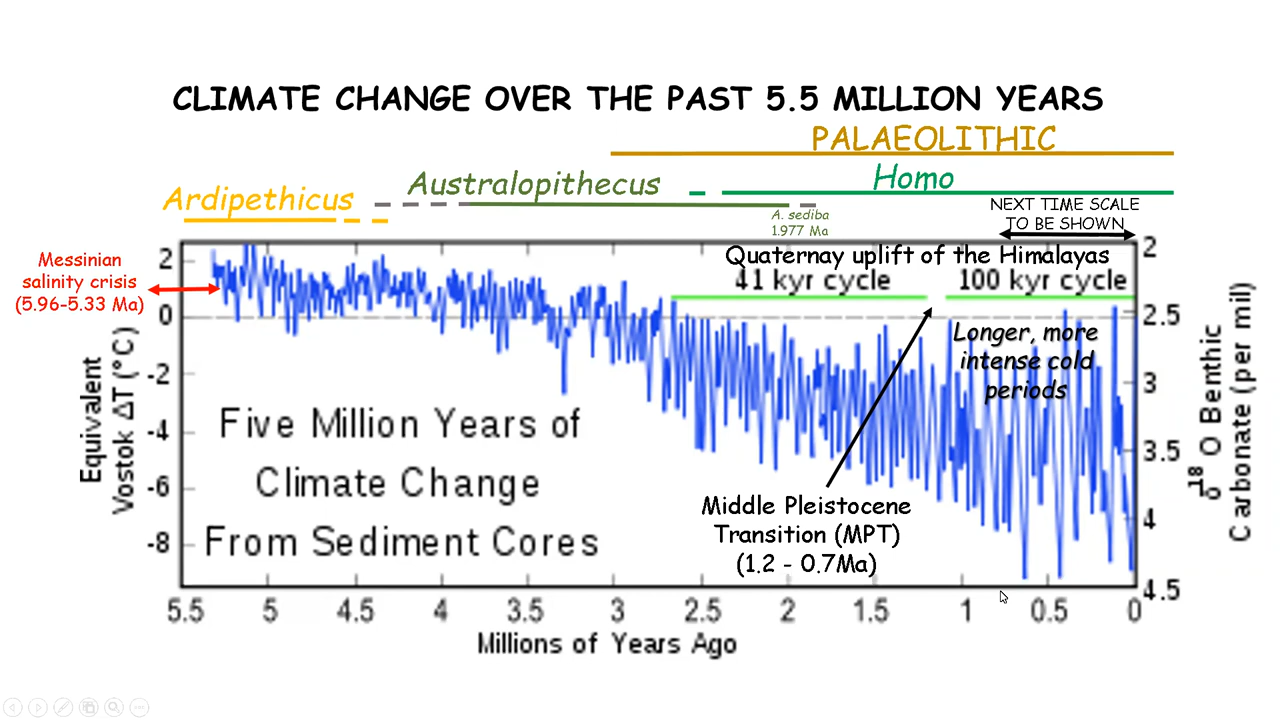 CLIMATE CHANGE OVER THE PAST 5.5 MILLION YEARS
PALAEOLITHIC
Homo
Australopithecus
Ardipethicus
A. sediba
1.977 Ma
NEXT TIME SCALE
TO BE SHOWN
Messinian
salinity crisis
(5.96-5.33 Ma)
Quaternay uplift of the Himalayas
41 kyr cycle
100 kyr cycle
Longer, more
intense cold
periods
Five Million Years of
Climate Change
From Sediment Cores
Middle Pleistocene
Transition (MPT)
(1.2 - 0.7Ma)
Equivalent
Vostok ΔT (°C)
2
0
-2
-4
-6
-8
2
2.5
3
3.5
4
4.5
δ18 O Benthic
Carbonate (per mil)
5.5 5 4.5 4 3.5 3 2.5 2 1.5 1 0.5 0
Millions of Years Ago